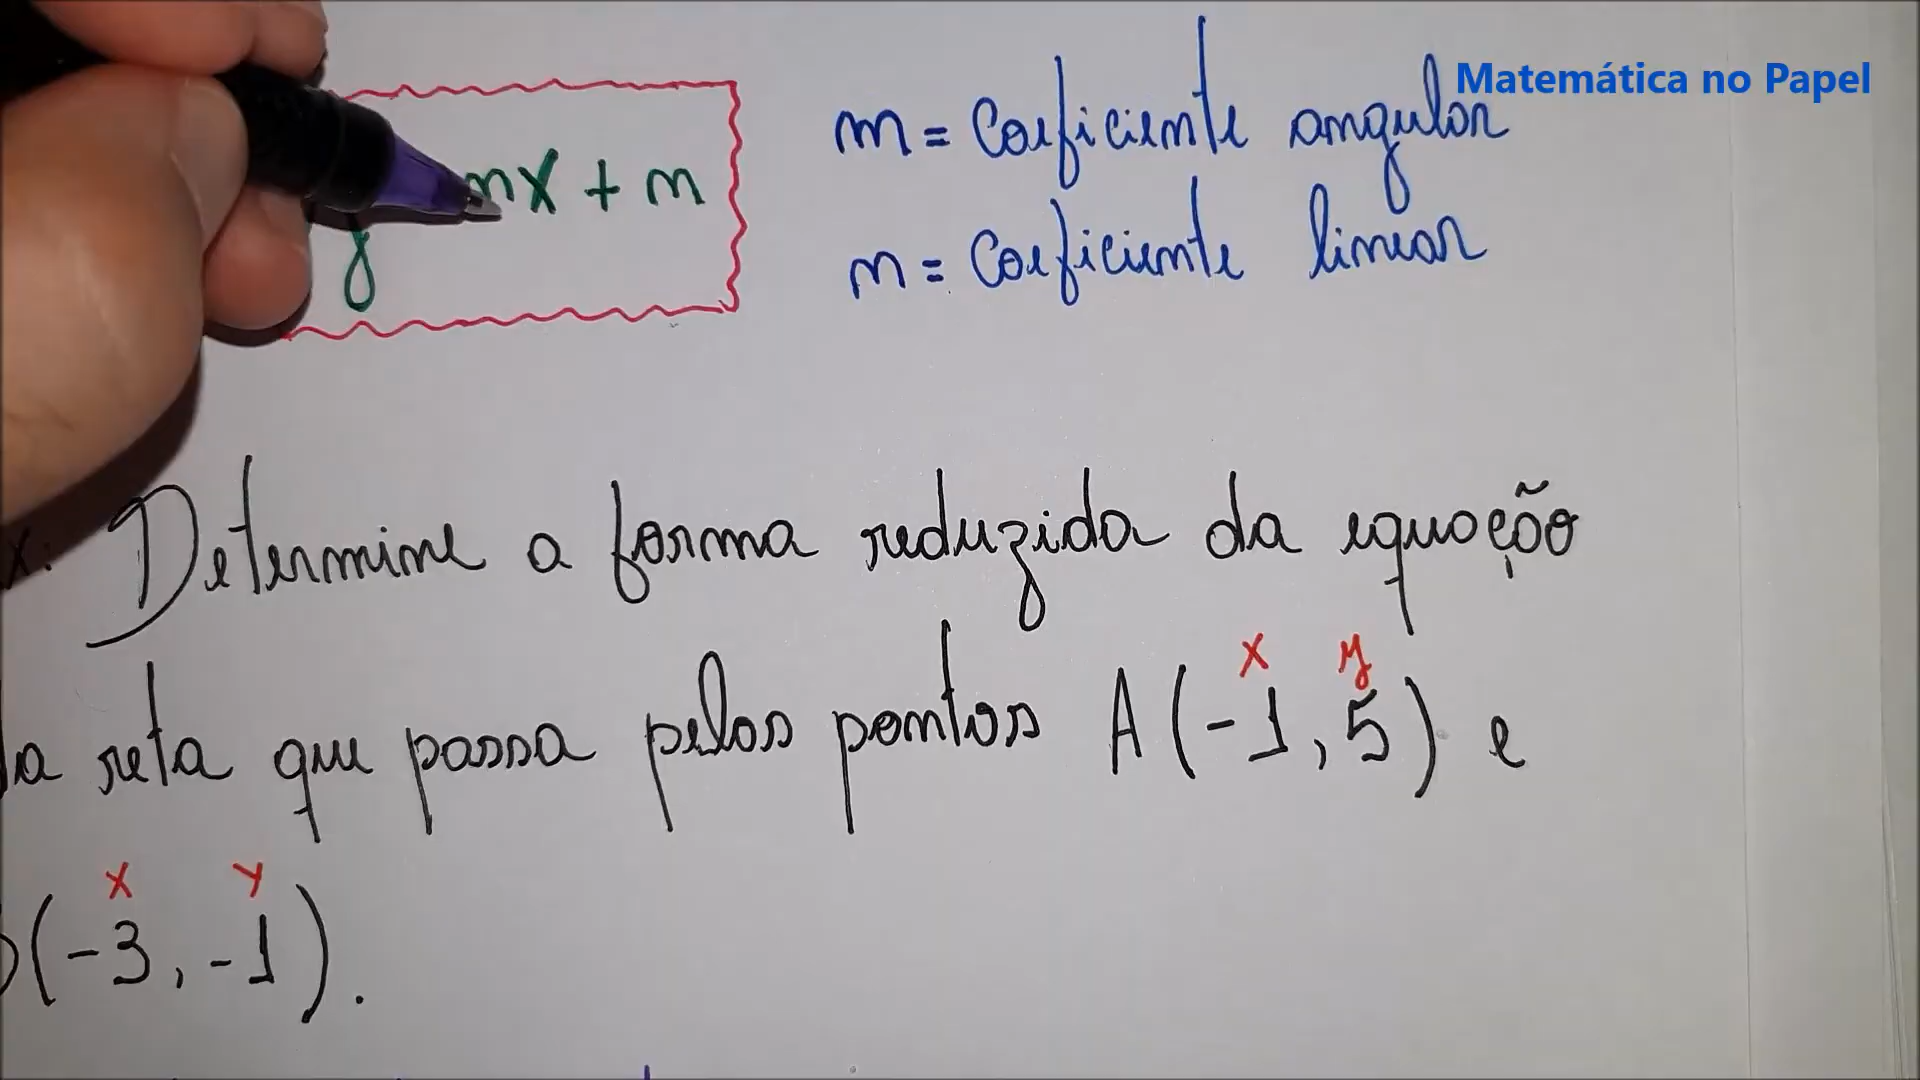 Matemática no Papel
y mx + n
m = Coeficiente angular
n = Coeficiente linear
x: Determine a forma reduzida da equação
da reta que passa pelos pontos A(-1, 5) e
x y
x y
(-3, -1).